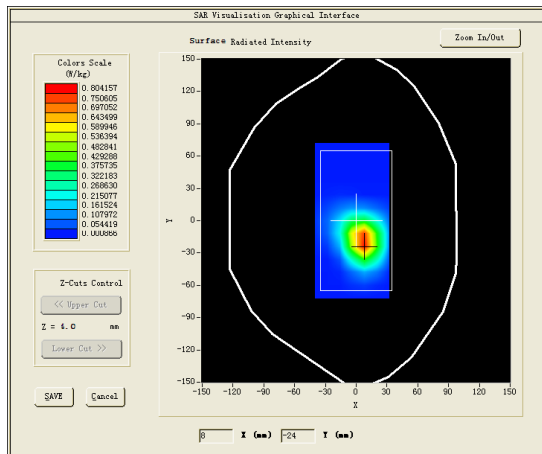 SAR Visualisation Graphical Interface
Surface Radiated Intensity
Zoom In/Out
Colors Scale
(W/kg)
0.804157
0.750605
0.697052
0.643499
0.589946
0.536394
0.482841
0.429288
0.375735
0.322183
0.268630
0.215077
0.161524
0.107972
0.054419
0.000866
Z-Cuts Control
<< Upper Cut
Z = 4.0 mm
Lower Cut >>
SAVE Cancel
150
120
90
60
30
0
-30
-60
-90
-120
-150
Y
-150 -120 -90 -60 -30 0 30 60 90 120 150
X
8 X (mm) -24 Y (mm)